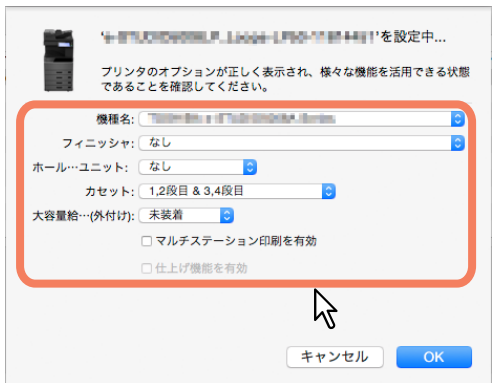 'を設定中...
プリンタのオプションが正しく表示され、様々な機能を活用できる状態
であることを確認してください。
機種名:
フィニッシャ: なし
ホール…ユニット: なし
カセット: 1,2段目 & 3,4段目
大容量給…(外付け): 未装着
マルチステーション印刷を有効
仕上げ機能を有効
キャンセル OK